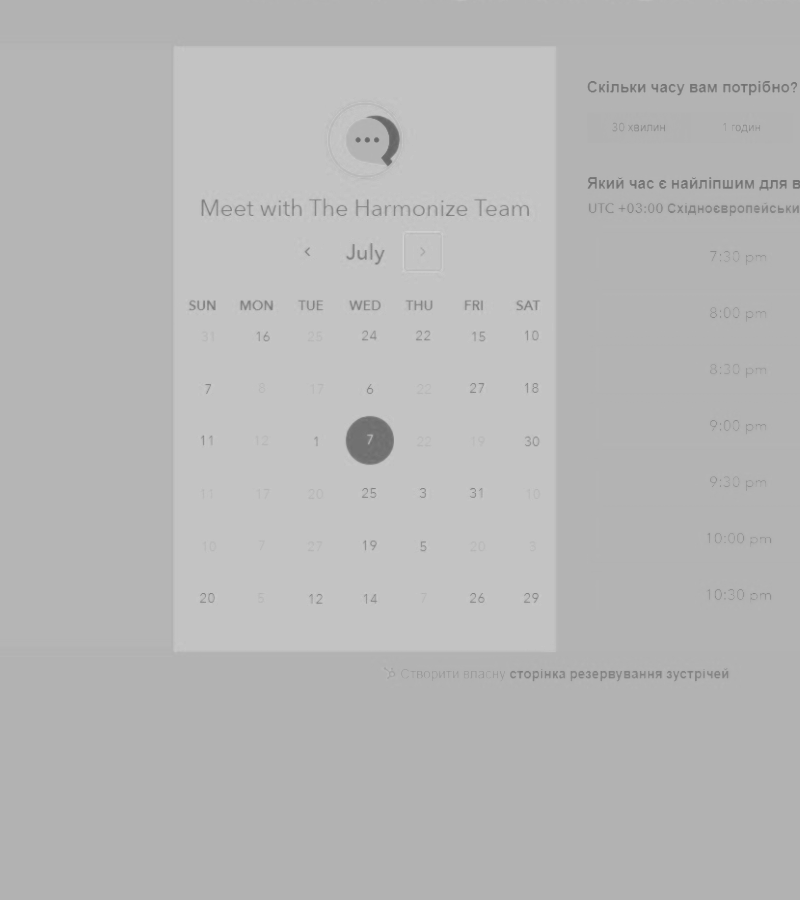 Meet with The Harmonize Team
July
SUN MON TUE WED THU FRI SAT
31 16 25 24 22 15 10
7 8 17 6 22 27 18
11 12 1 7 22 19 30
11 17 20 25 3 31 10
10 7 27 19 5 20 3
20 5 12 14 7 26 29
Скільки часу вам потрібно?
30 хвилин 1 годин
Який час є найліпшим для в
UTC +03:00 Східноєвропейськи
7:30 pm
8:00 pm
8:30 pm
9:00 pm
9:30 pm
10:00 pm
10:30 pm
Створити власну сторінка резервування зустрічей